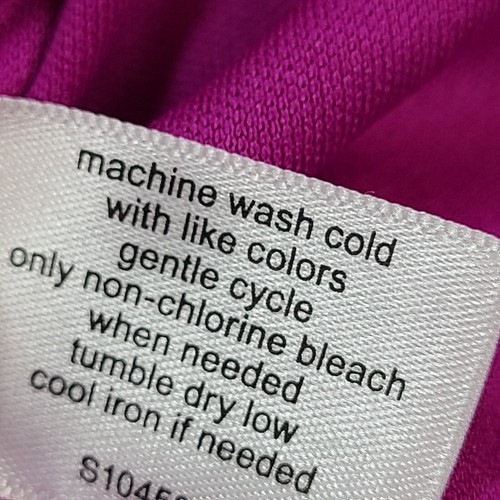 machine wash cold
with like colors
gentle cycle
only non-chlorine bleach
when needed
tumble dry low
cool iron if needed